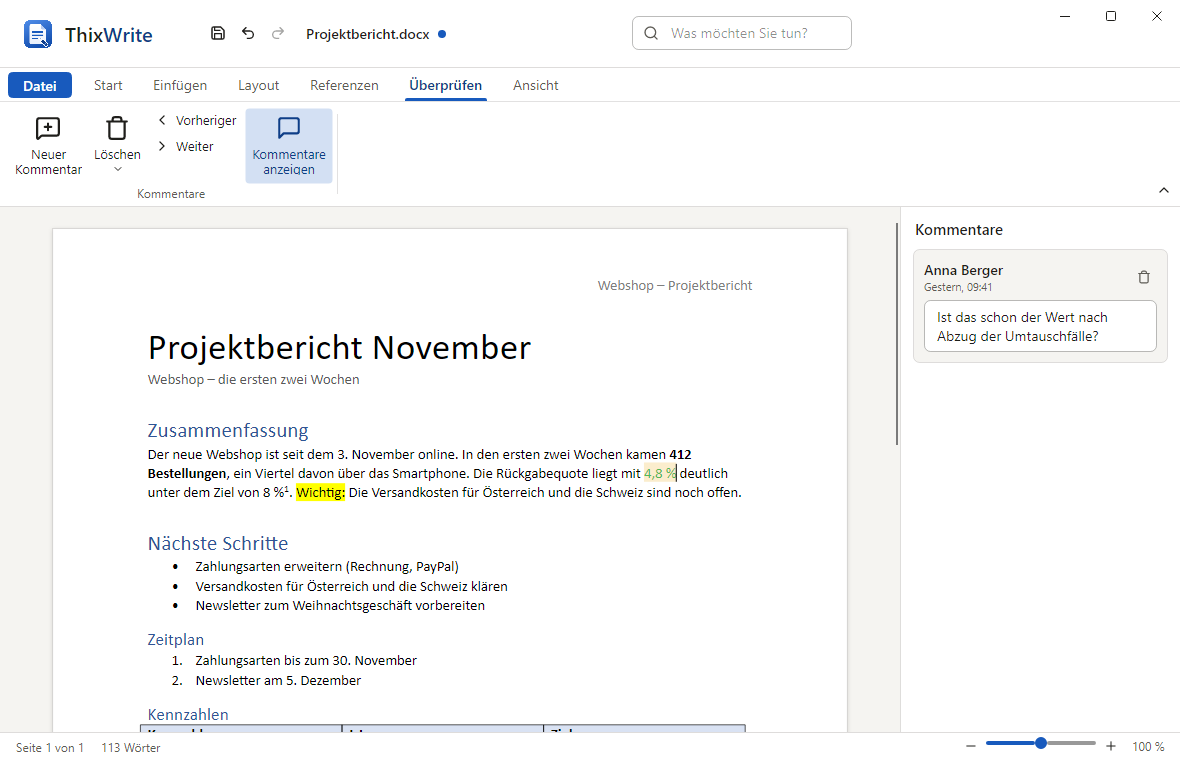 ThixWrite
Projektbericht.docx
Was möchten Sie tun?
Datei
Start
Einfügen
Layout
Referenzen
Überprüfen
Ansicht
Neuer
Kommentar
Löschen
Vorheriger
Weiter
Kommentare
anzeigen
Kommentare
Webshop – Projektbericht
Projektbericht November
Webshop – die ersten zwei Wochen
Zusammenfassung
Der neue Webshop ist seit dem 3. November online. In den ersten zwei Wochen kamen 412
Bestellungen, ein Viertel davon über das Smartphone. Die Rückgabequote liegt mit 4,8 % deutlich
unter dem Ziel von 8 %¹. Wichtig: Die Versandkosten für Österreich und die Schweiz sind noch offen.
Nächste Schritte
• Zahlungsarten erweitern (Rechnung, PayPal)
• Versandkosten für Österreich und die Schweiz klären
• Newsletter zum Weihnachtsgeschäft vorbereiten
Zeitplan
1. Zahlungsarten bis zum 30. November
2. Newsletter am 5. Dezember
Kennzahlen
Kommentare
Anna Berger
Gestern, 09:41
Ist das schon der Wert nach
Abzug der Umtauschfälle?
Seite 1 von 1
113 Wörter
100 %